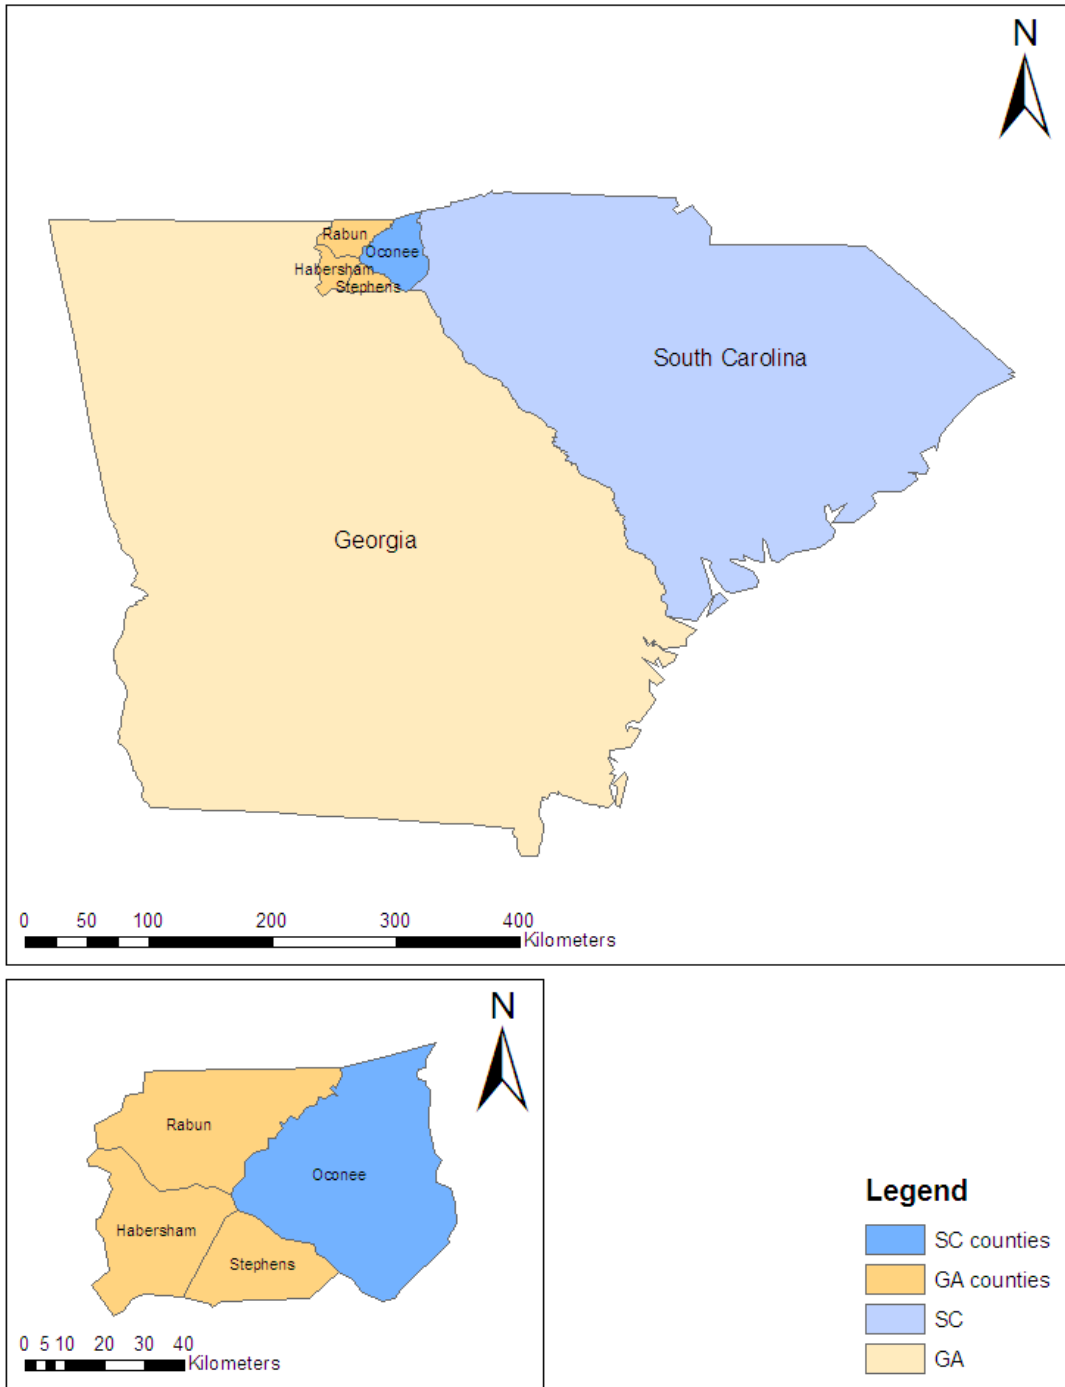 N
Rabun
Oconee
Habersham
Stephens
South Carolina
Georgia
0 50 100 200 300 400
Kilometers
N
Rabun
Oconee
Habersham
Stephens
0 5 10 20 30 40
Kilometers
Legend
SC counties
GA counties
SC
GA